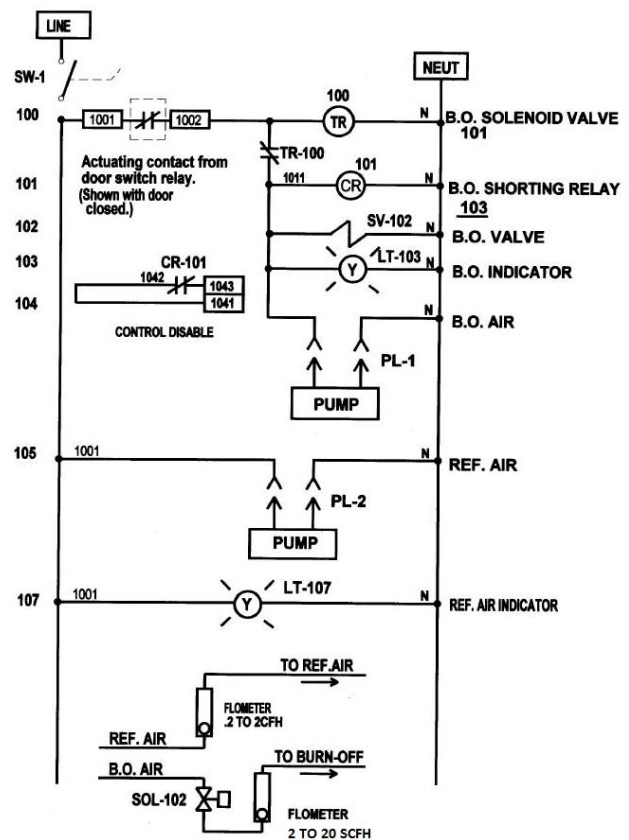 LINE
SW-1
NEUT
100
1001
1002
100
TR
N
B.O. SOLENOID VALVE
101
Actuating contact from
door switch relay.
(Shown with door
closed.)
TR-100
101
1011
101
CR
N
B.O. SHORTING RELAY
103
102
SV-102
N
B.O. VALVE
103
CR-101
1042
1043
LT-103
Y
N
B.O. INDICATOR
104
1041
CONTROL DISABLE
N
B.O. AIR
PL-1
PUMP
105
1001
N
REF. AIR
PL-2
PUMP
107
1001
LT-107
Y
N
REF. AIR INDICATOR
TO REF.AIR
FLOMETER
.2 TO 2CFH
REF. AIR
B.O. AIR
TO BURN-OFF
SOL-102
FLOMETER
2 TO 20 SCFH